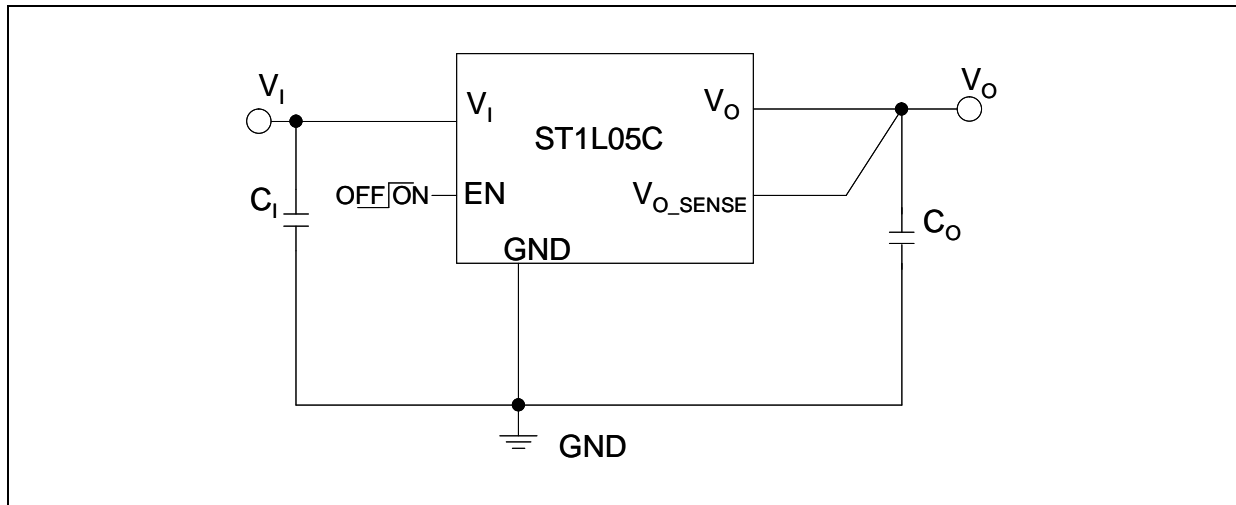 V_I
V_I
V_O
V_O
ST1L05C
C_I
OFF ON
EN
V_O_SENSE
C_O
GND
GND